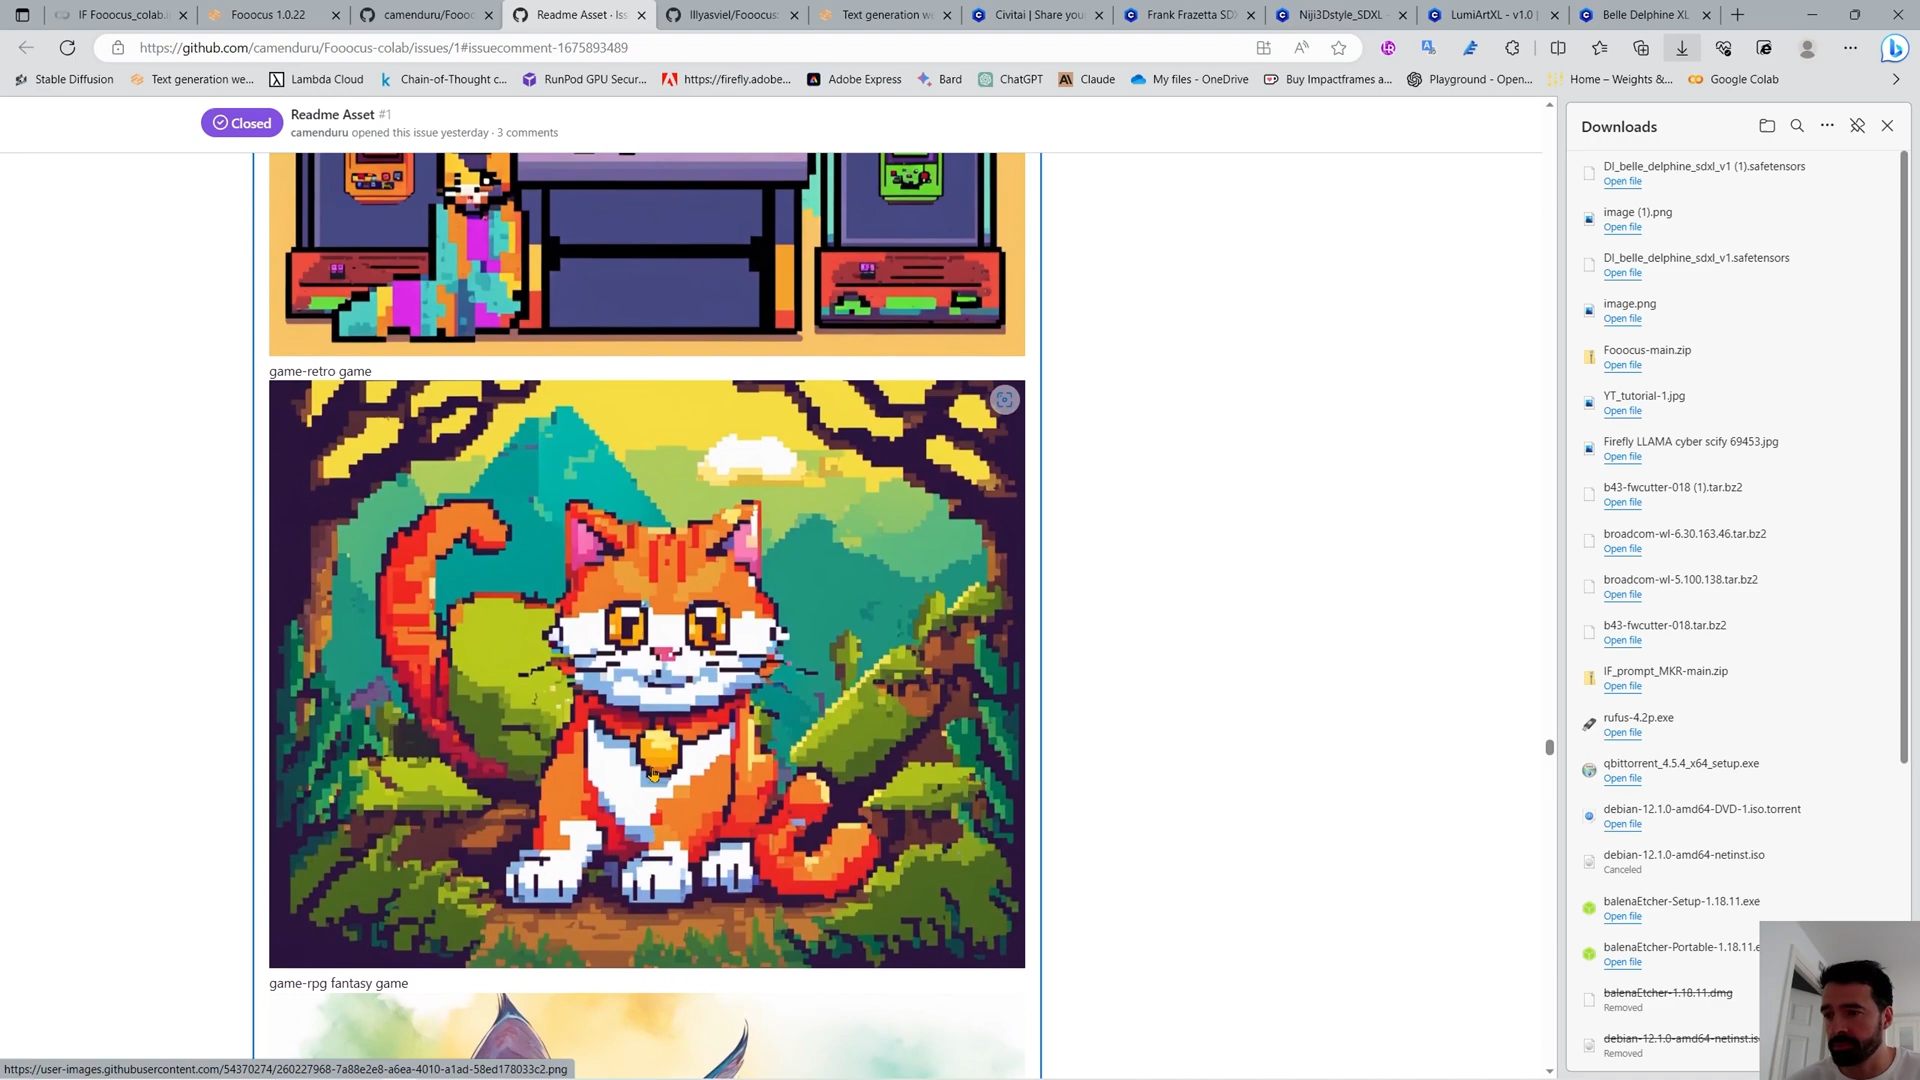 IF Fooocus_colab.i
Fooocus 1.0.22
camenduru/Foooc
Readme Asset · Iss
lllyasviel/Fooocus:
Text generation we
Civitai | Share you
Frank Frazetta SDX
Niji3Dstyle_SDXL -
LumiArtXL - v1.0 |
Belle Delphine XL
https://github.com/camenduru/Fooocus-colab/issues/1#issuecomment-1675893489
Stable Diffusion
Text generation we...
Lambda Cloud
Chain-of-Thought c...
RunPod GPU Secur...
https://firefly.adobe...
Adobe Express
Bard
ChatGPT
Claude
My files - OneDrive
Buy Impactframes a...
Playground - Open...
Home – Weights &...
Google Colab
Closed
Readme Asset #1
camenduru opened this issue yesterday · 3 comments
game-retro game
game-rpg fantasy game
https://user-images.githubusercontent.com/54370274/260227968-7a88e2e8-a6ea-4010-a1ad-58ed178033c2.png
Downloads
DI_belle_delphine_sdxl_v1 (1).safetensors
Open file
image (1).png
Open file
DI_belle_delphine_sdxl_v1.safetensors
Open file
image.png
Open file
Fooocus-main.zip
Open file
YT_tutorial-1.jpg
Open file
Firefly LLAMA cyber scify 69453.jpg
Open file
b43-fwcutter-018 (1).tar.bz2
Open file
broadcom-wl-6.30.163.46.tar.bz2
Open file
broadcom-wl-5.100.138.tar.bz2
Open file
b43-fwcutter-018.tar.bz2
Open file
IF_prompt_MKR-main.zip
Open file
rufus-4.2p.exe
Open file
qbittorrent_4.5.4_x64_setup.exe
Open file
debian-12.1.0-amd64-DVD-1.iso.torrent
Open file
debian-12.1.0-amd64-netinst.iso
Canceled
balenaEtcher-Setup-1.18.11.exe
Open file
balenaEtcher-Portable-1.18.11.e
Open file
balenaEtcher-1.18.11.dmg
Removed
debian-12.1.0-amd64-netinst.is
Removed